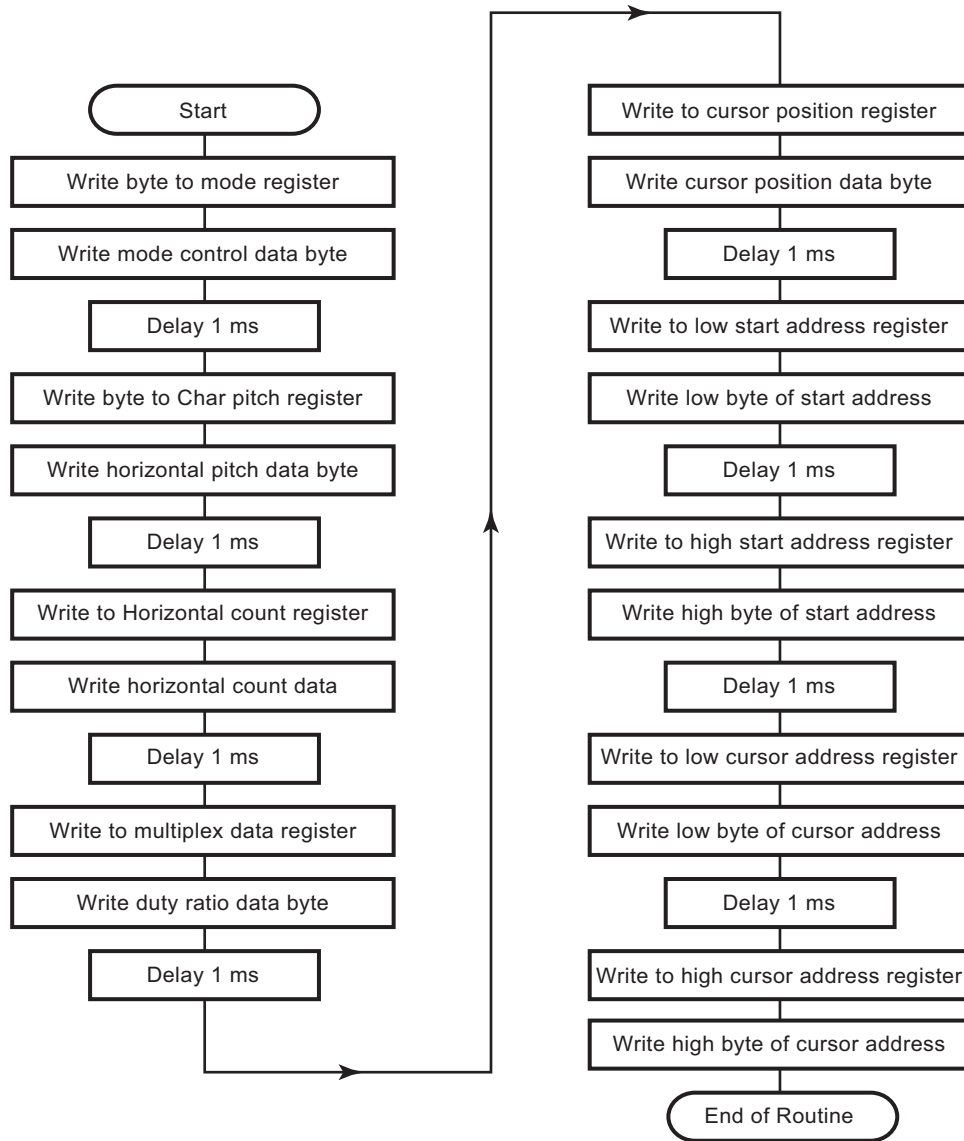 Start
Write byte to mode register
Write mode control data byte
Delay 1 ms
Write byte to Char pitch register
Write horizontal pitch data byte
Delay 1 ms
Write to Horizontal count register
Write horizontal count data
Delay 1 ms
Write to multiplex data register
Write duty ratio data byte
Delay 1 ms
Write to cursor position register
Write cursor position data byte
Delay 1 ms
Write to low start address register
Write low byte of start address
Delay 1 ms
Write to high start address register
Write high byte of start address
Delay 1 ms
Write to low cursor address register
Write low byte of cursor address
Delay 1 ms
Write to high cursor address register
Write high byte of cursor address
End of Routine